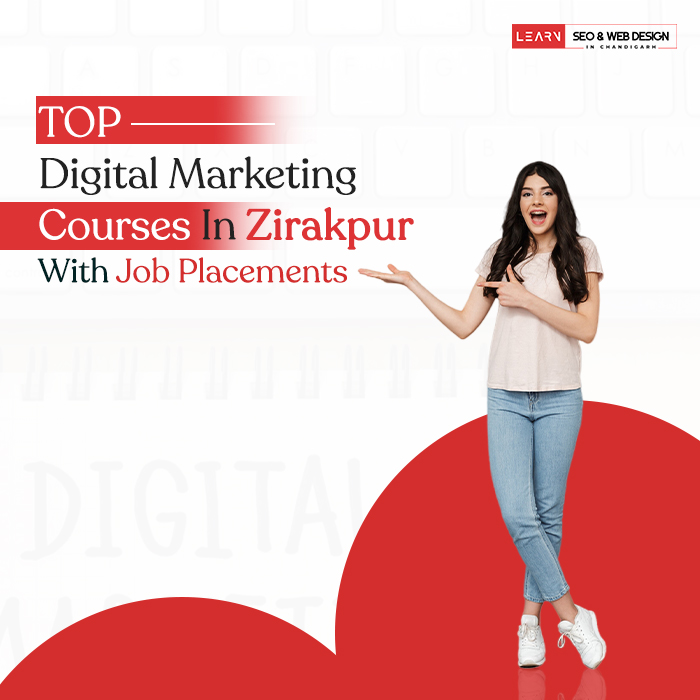 LEARN SEO & WEB DESIGN
IN CHANDIGARH
TOP
Digital Marketing
Courses In Zirakpur
With Job Placements
DIGITAL